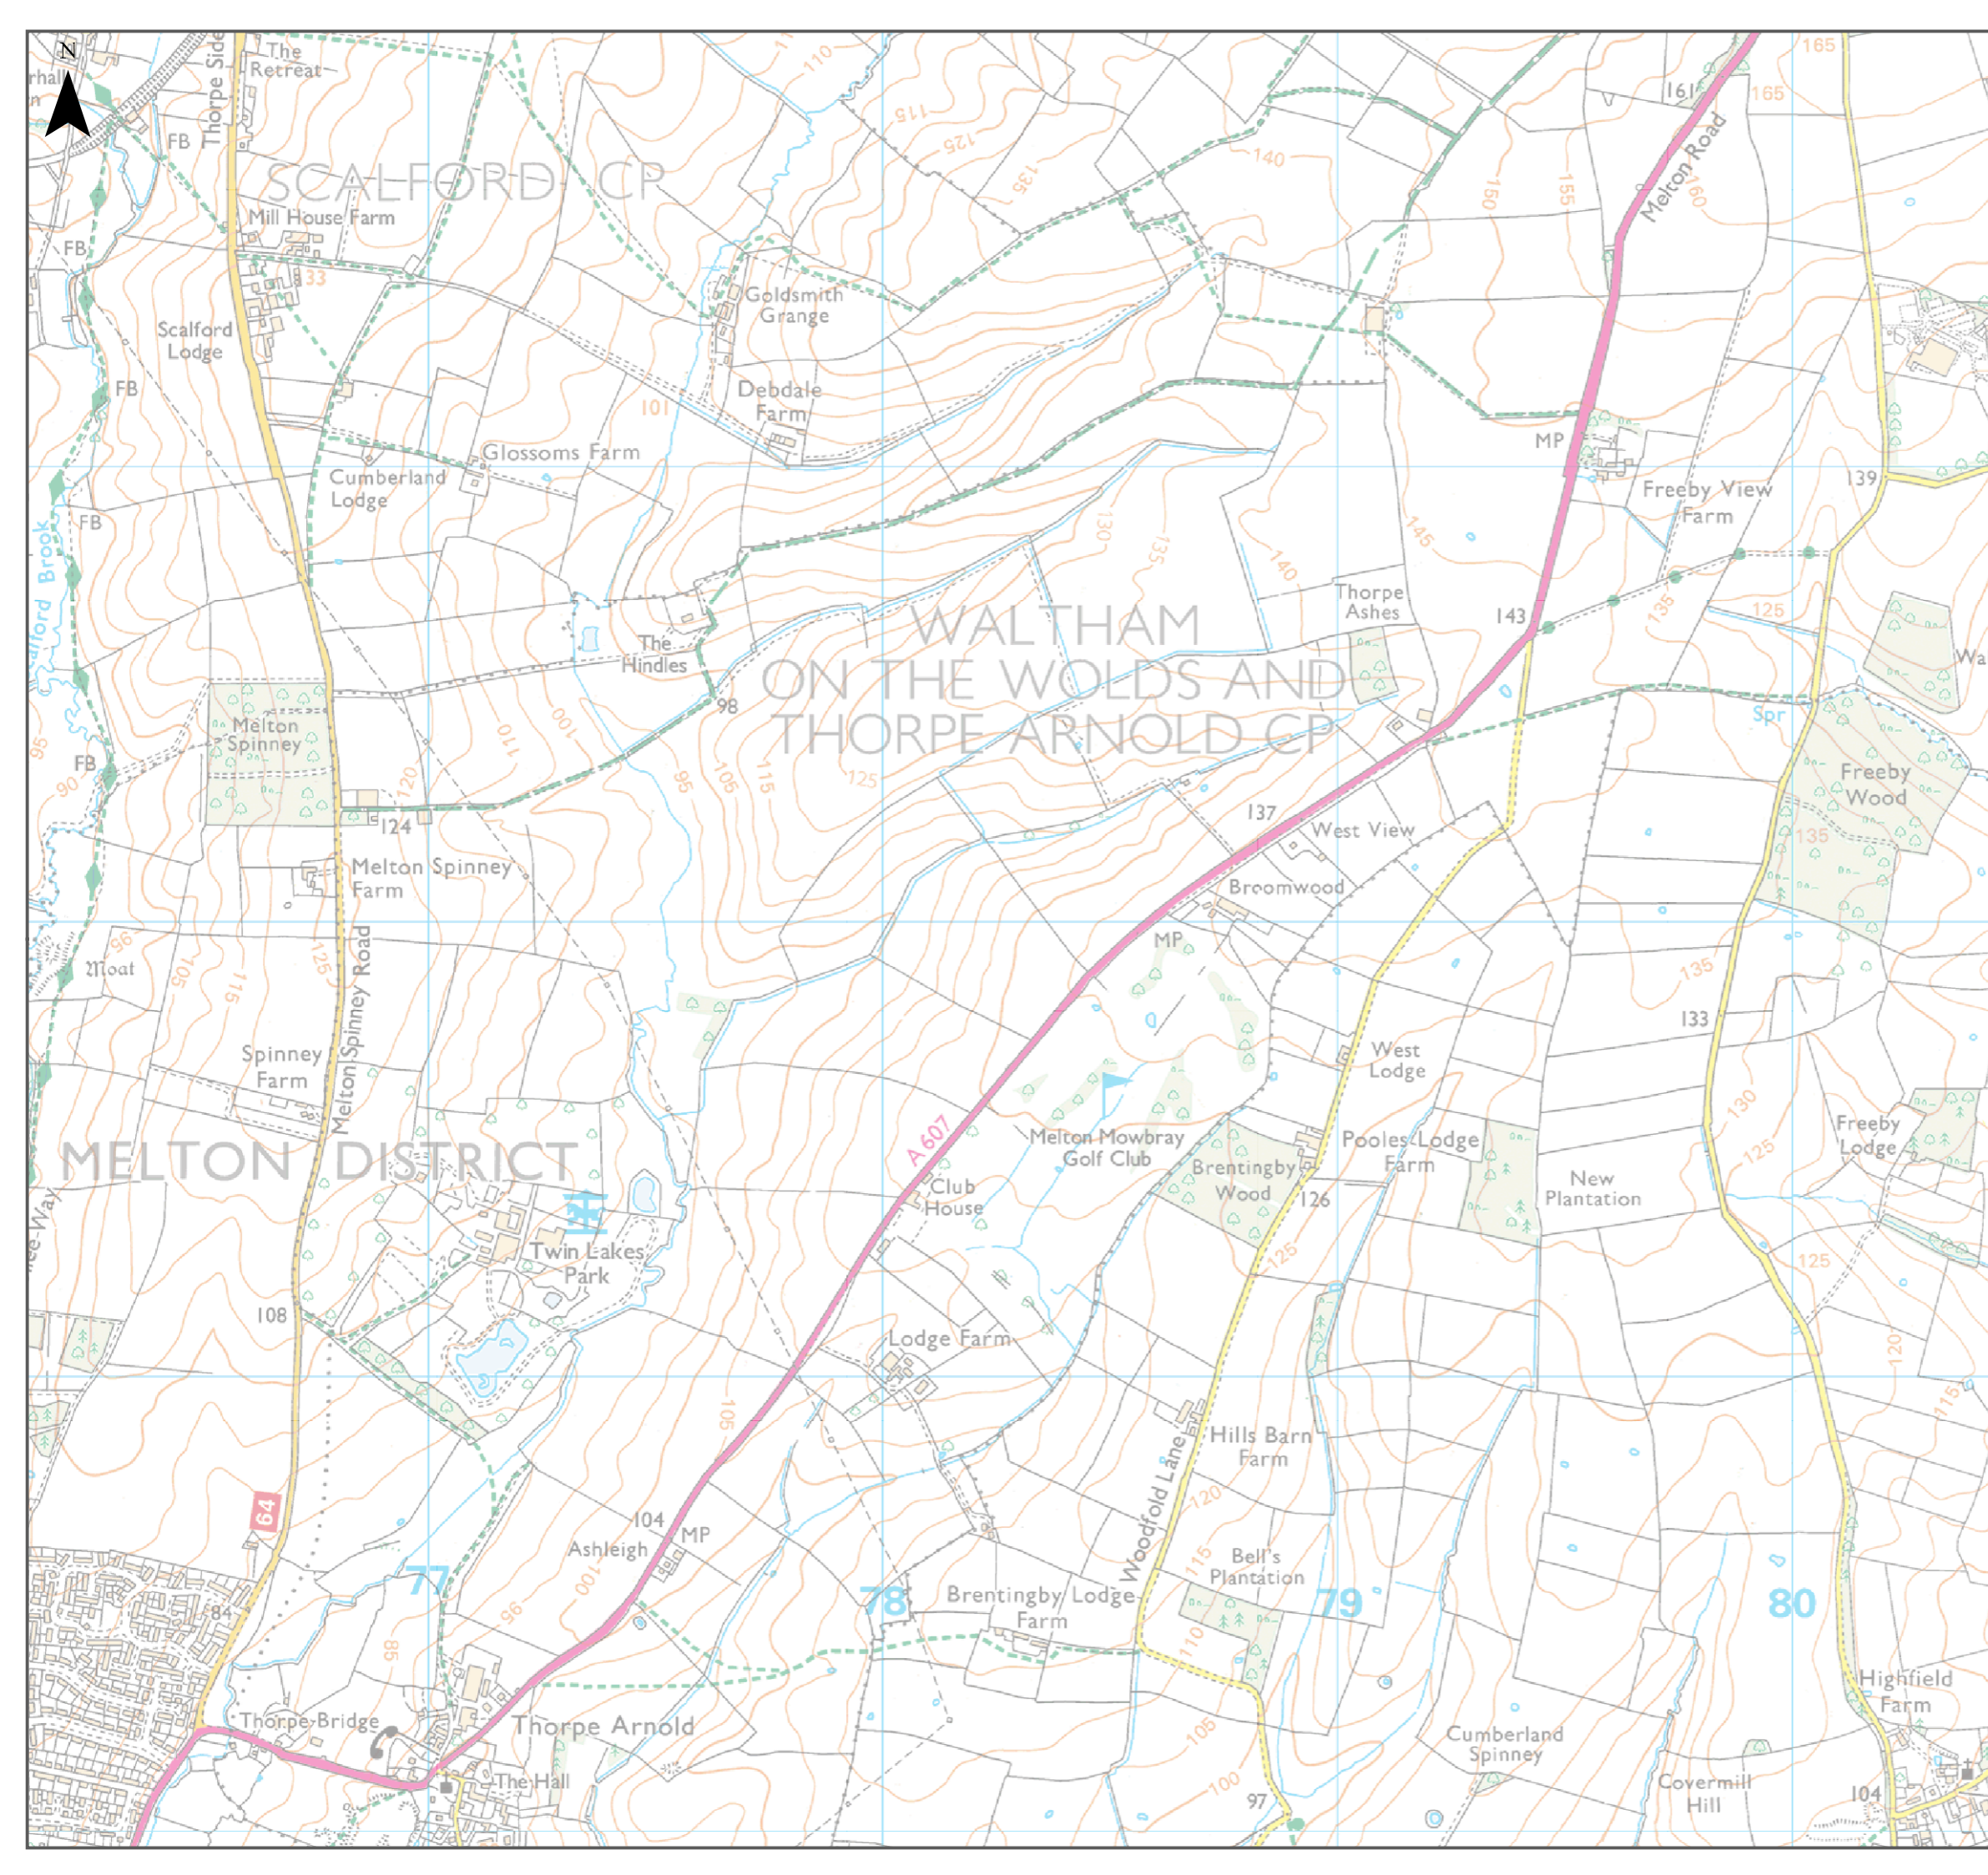 N
The
Retreat
Thorpe Side
165
110
115
125
135
140
150
155
161
165
160
Melton Road
FB
SCALFORD CP
Mill House Farm
FB
33
Goldsmith
Grange
Scalford
Lodge
FB
101
Debdale
Farm
Glossoms Farm
Cumberland
Lodge
FB
MP
Freeby View
Farm
139
130
135
140
145
Thorpe
Ashes
143
135
125
WALTHAM
ON THE WOLDS AND
THORPE ARNOLD CP
The
Hindles
98
Melton
Spinney
FB
95
90
110
100
120
95
105
115
125
Spr
Freeby
Wood
135
124
137
West View
Melton Spinney
Farm
Broomwood
MP
95
105
115
125
Moat
Melton Spinney Road
135
133
Spinney
Farm
West
Lodge
130
125
MELTON DISTRICT
A607
Melton Mowbray
Golf Club
Brentingby
Wood
Pooles Lodge
Farm
New
Plantation
Freeby
Lodge
Club
House
126
125
125
Twin Lakes
Park
108
Lodge Farm
120
115
105
Hills Barn
Farm
Woodfold Lane
120
115
64
104
MP
Ashleigh
100
95
85
77
78
79
80
84
Bell's
Plantation
Brentingby Lodge
Farm
110
105
100
97
Thorpe Bridge
Thorpe Arnold
The Hall
Cumberland
Spinney
Covermill
Hill
Highfield
Farm
104